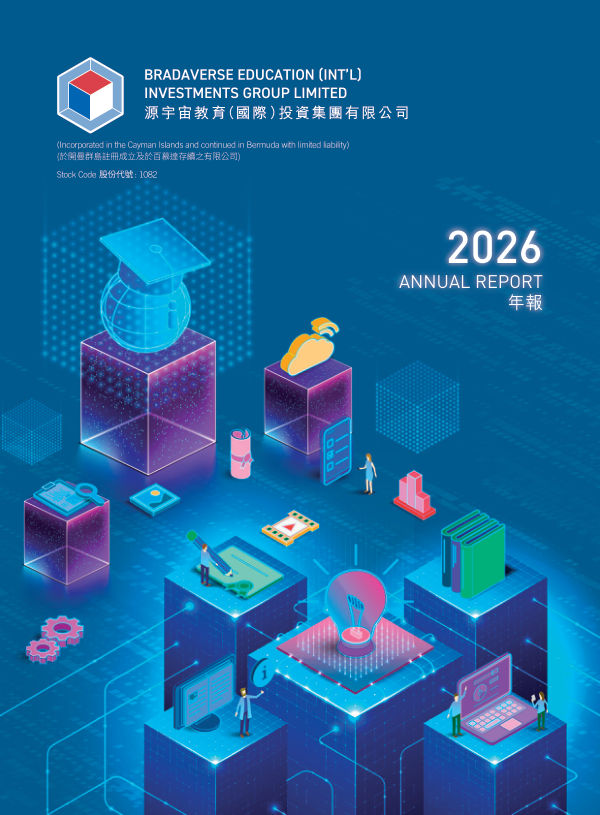 BRADAVERSE EDUCATION (INT'L)
INVESTMENTS GROUP LIMITED
源宇宙教育(國際)投資集團有限公司
(Incorporated in the Cayman Islands and continued in Bermuda with limited liability)
(於開曼群島註冊成立及於百慕達存續之有限公司)
Stock Code 股份代號 : 1082
2026
ANNUAL REPORT
年報